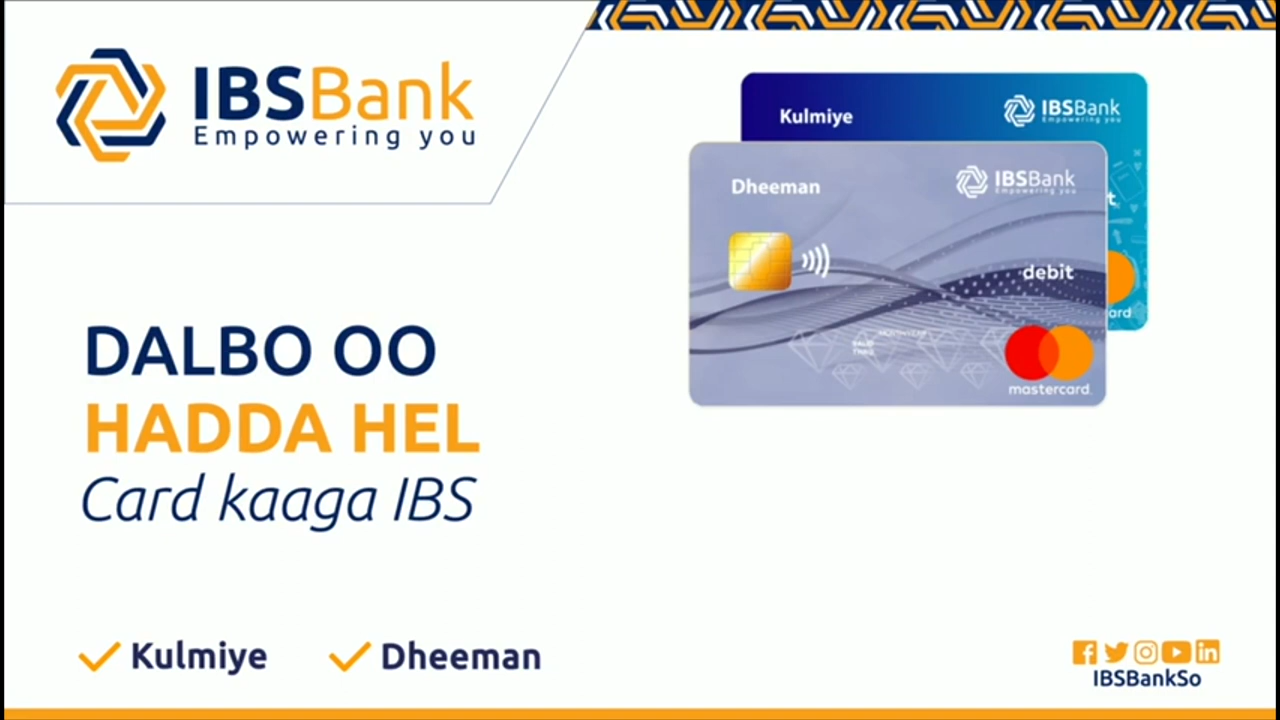 IBSBank
Empowering you
Kulmiye
IBSBank
Empowering you
Dheeman
IBSBank
Empowering you
debit
mastercard
DALBO OO
HADDA HEL
Card kaaga IBS
Kulmiye
Dheeman
IBSBankSo